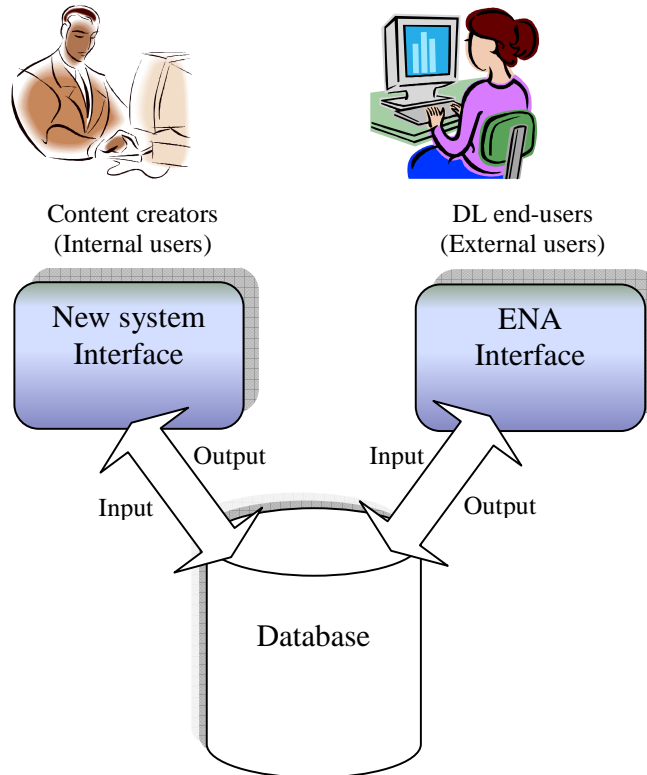 Content creators
(Internal users)
DL end-users
(External users)
New system
Interface
ENA
Interface
Output
Input
Input
Output
Database